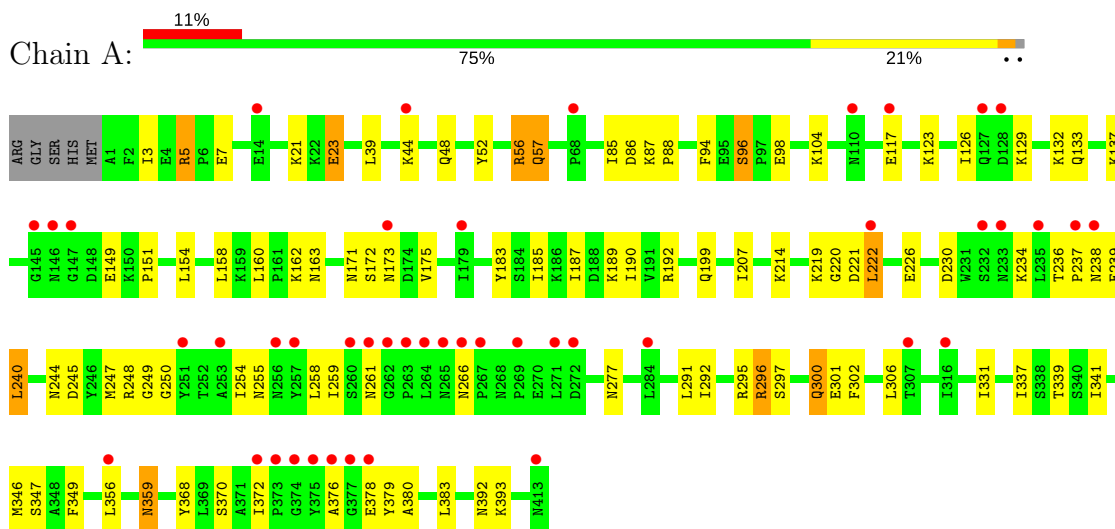 11%
Chain A:
75% 21% • •
ARG GLY SER HIS MET A1 F2 I3 E4 R5 P6 E7 E14 K21 K22 E23 L39 K44 Q48 Y52 R56 Q57 P68 I85 D86 K87 P88 F94 E95 S96 P97 E98 K104 N110 E117 K123 I126 Q127 D128 K129 K132 Q133 K137
G145 N146 G147 D148 E149 K150 P151 L154 L158 K159 L160 P161 K162 N163 N171 S172 N173 D174 V175 I179 Y183 S184 I185 K186 I187 D188 K189 I190 V191 R192 Q199 I207 K214 K219 G220 D221 L222 E226 D230 W231 S232 N233 K234 L235 T236 P237 N238
L240 N244 D245 Y246 M247 R248 G249 G250 Y251 T252 A253 I254 N255 N256 Y257 L258 I259 S260 N261 G262 P263 L264 N265 N266 P267 N268 P269 E270 L271 D272 N277 L284 L291 I292 R295 R296 S297 Q300 E301 F302 L306 T307 I316 I331 I337 S338 T339 S340 I341
M346 S347 A348 F349 L356 N359 Y368 L369 S370 A371 I372 P373 G374 Y375 A376 G377 E378 Y379 A380 L383 N392 K393 N413